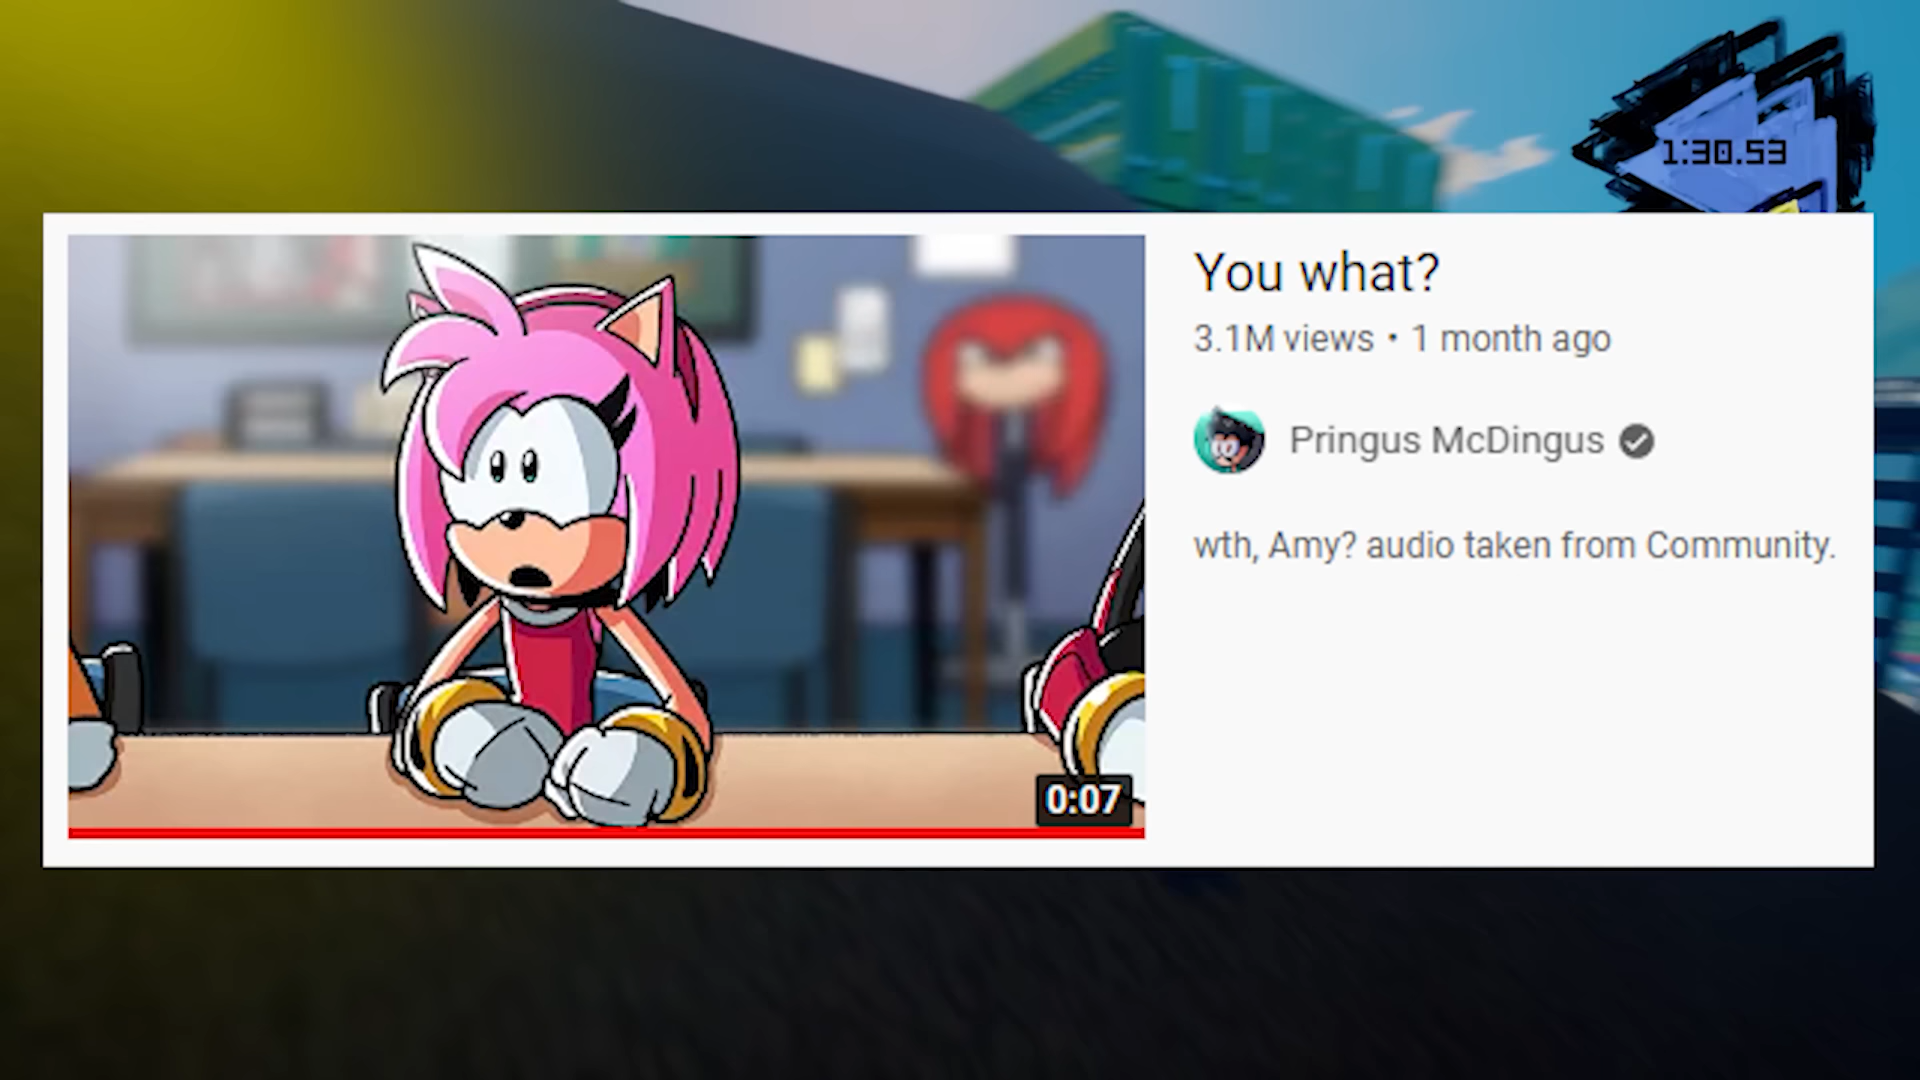 1:30.53
You what?
3.1M views • 1 month ago
Pringus McDingus
wth, Amy? audio taken from Community.
0:07